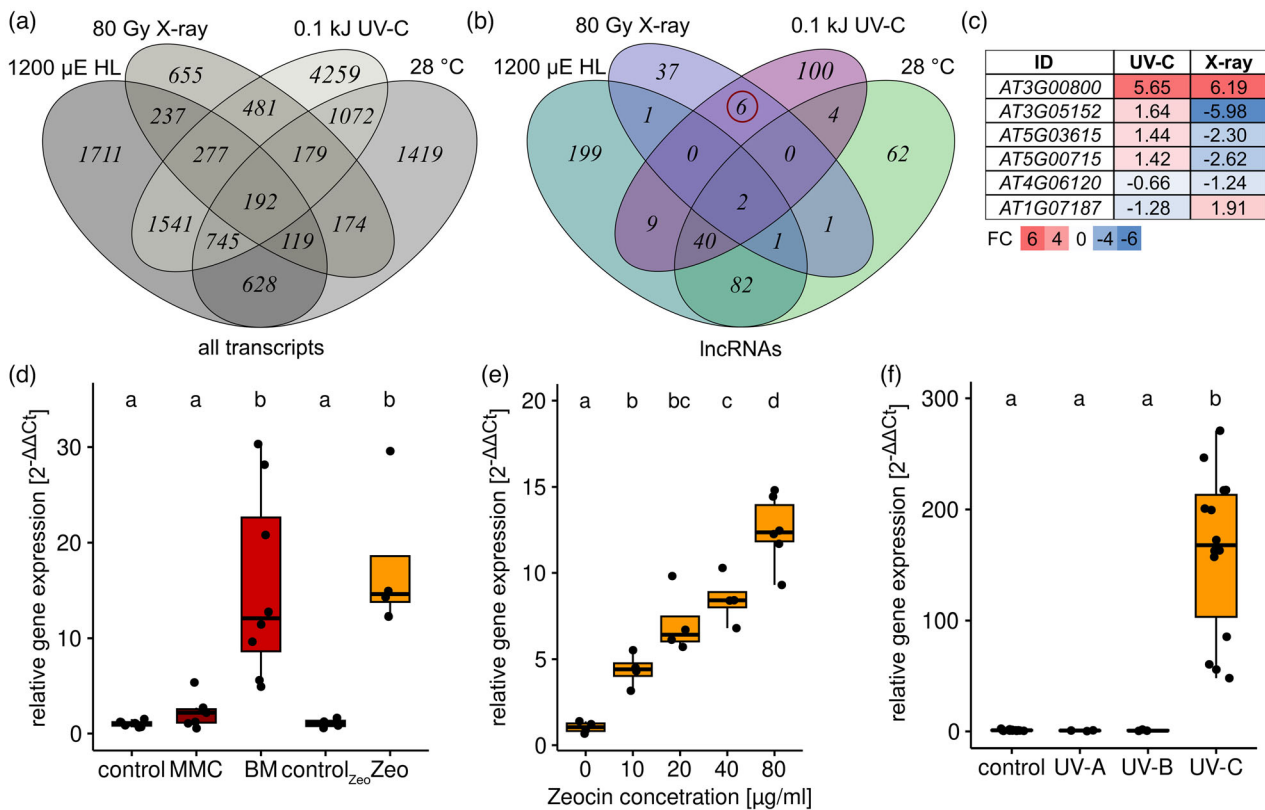 (a)
80 Gy X-ray
0.1 kJ UV-C
1200 µE HL
28 °C
655
4259
237
481
1072
1711
277
179
1419
192
1541
174
745
119
628
all transcripts
(b)
80 Gy X-ray
0.1 kJ UV-C
1200 µE HL
28 °C
37
100
1
6
4
199
0
0
62
2
9
1
40
1
82
lncRNAs
(c)
ID UV-C X-ray
AT3G00800 5.65 6.19
AT3G05152 1.64 -5.98
AT5G03615 1.44 -2.30
AT5G00715 1.42 -2.62
AT4G06120 -0.66 -1.24
AT1G07187 -1.28 1.91
FC 6 4 0 -4 -6
(d)
relative gene expression [2-ΔΔCt]
30
20
10
0
a a b a b
control MMC BM controlZeo Zeo
(e)
relative gene expression [2-ΔΔCt]
20
15
10
5
0
a b bc c d
0 10 20 40 80
Zeocin concetration [µg/ml]
(f)
relative gene expression [2-ΔΔCt]
300
200
100
0
a a a b
control UV-A UV-B UV-C